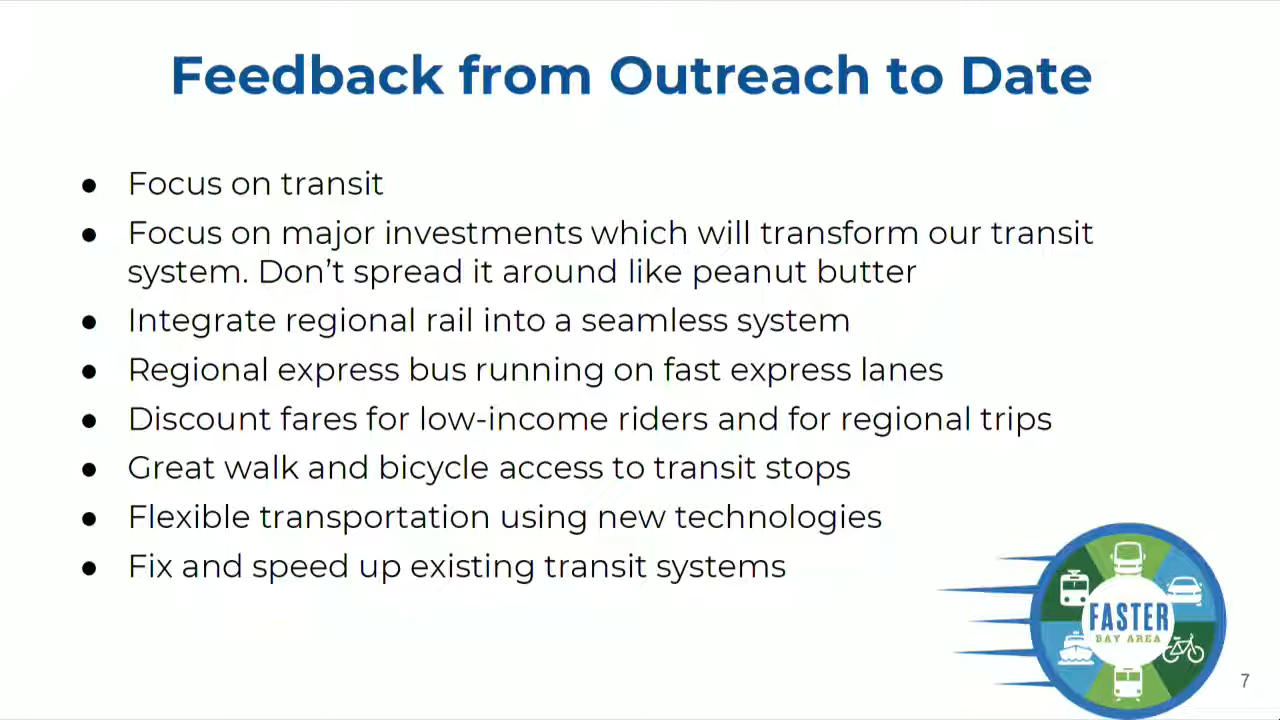 Feedback from Outreach to Date
● Focus on transit
● Focus on major investments which will transform our transit
system. Don't spread it around like peanut butter
● Integrate regional rail into a seamless system
● Regional express bus running on fast express lanes
● Discount fares for low-income riders and for regional trips
● Great walk and bicycle access to transit stops
● Flexible transportation using new technologies
● Fix and speed up existing transit systems
FASTER
BAY AREA
7